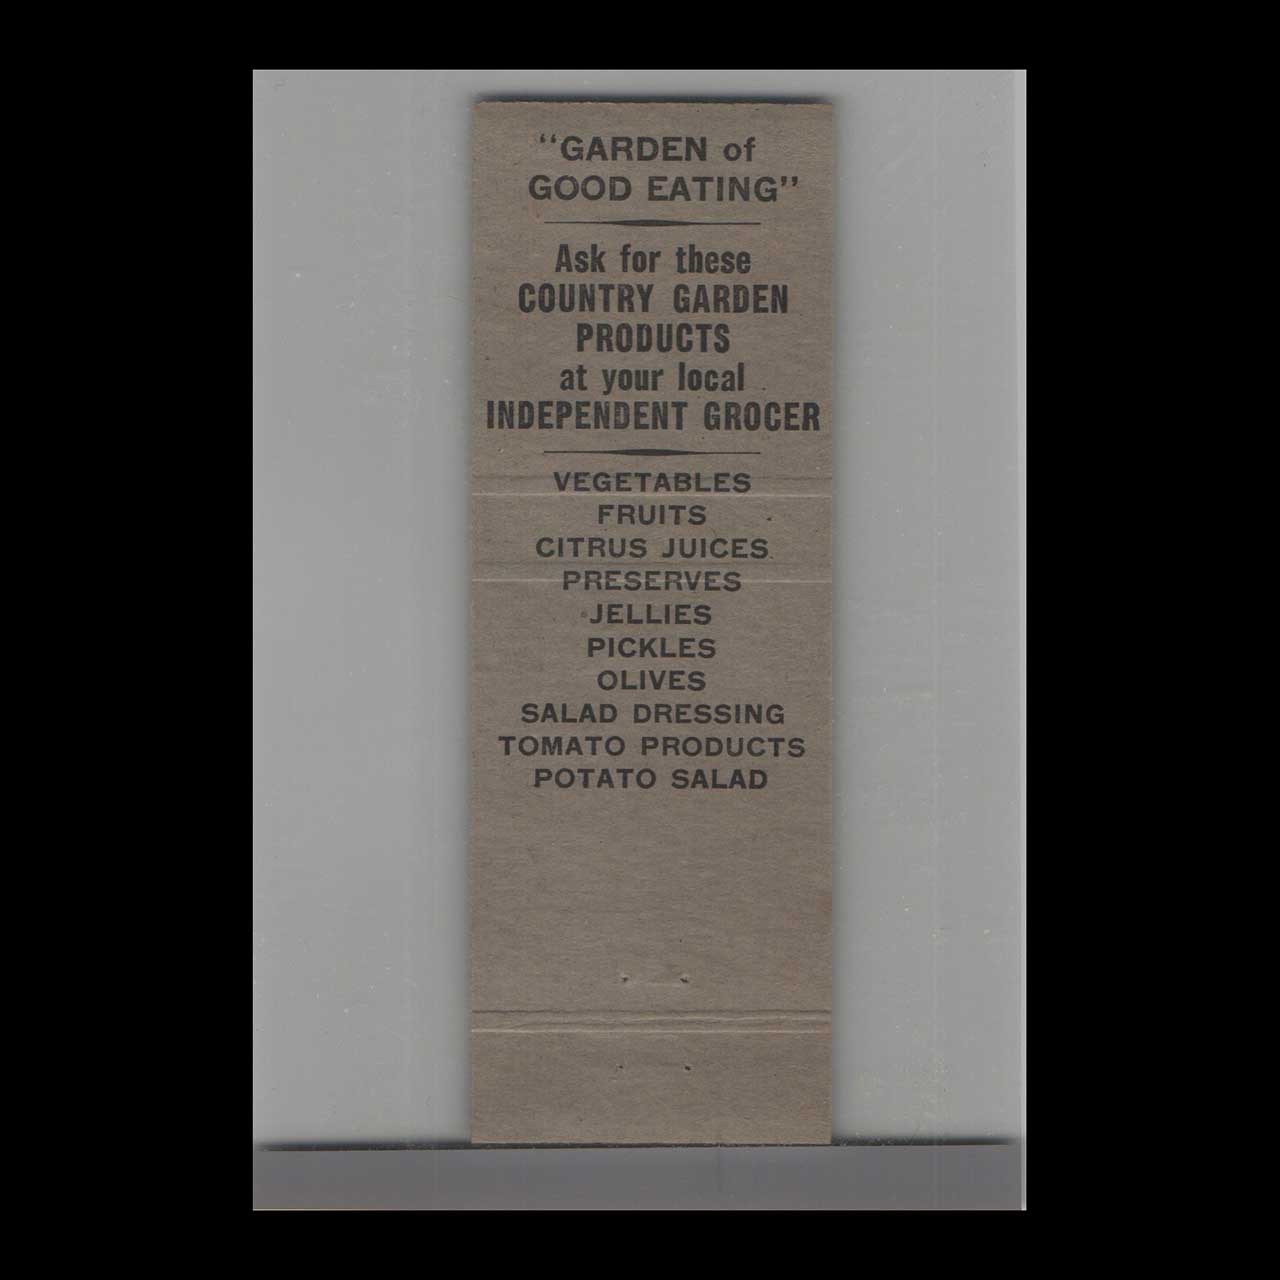 "GARDEN of
GOOD EATING"
Ask for these
COUNTRY GARDEN
PRODUCTS
at your local
INDEPENDENT GROCER
VEGETABLES
FRUITS
CITRUS JUICES
PRESERVES
JELLIES
PICKLES
OLIVES
SALAD DRESSING
TOMATO PRODUCTS
POTATO SALAD